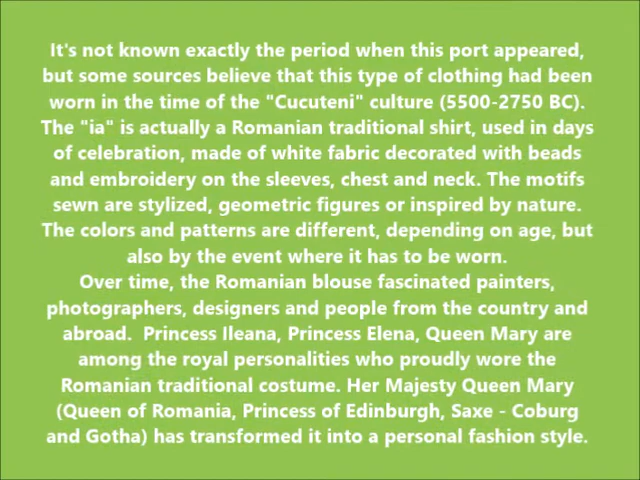 It's not known exactly the period when this port appeared,
but some sources believe that this type of clothing had been
worn in the time of the "Cucuteni" culture (5500-2750 BC).
The "ia" is actually a Romanian traditional shirt, used in days
of celebration, made of white fabric decorated with beads
and embroidery on the sleeves, chest and neck. The motifs
sewn are stylized, geometric figures or inspired by nature.
The colors and patterns are different, depending on age, but
also by the event where it has to be worn.
Over time, the Romanian blouse fascinated painters,
photographers, designers and people from the country and
abroad.  Princess Ileana, Princess Elena, Queen Mary are
among the royal personalities who proudly wore the
Romanian traditional costume. Her Majesty Queen Mary
(Queen of Romania, Princess of Edinburgh, Saxe - Coburg
and Gotha) has transformed it into a personal fashion style.